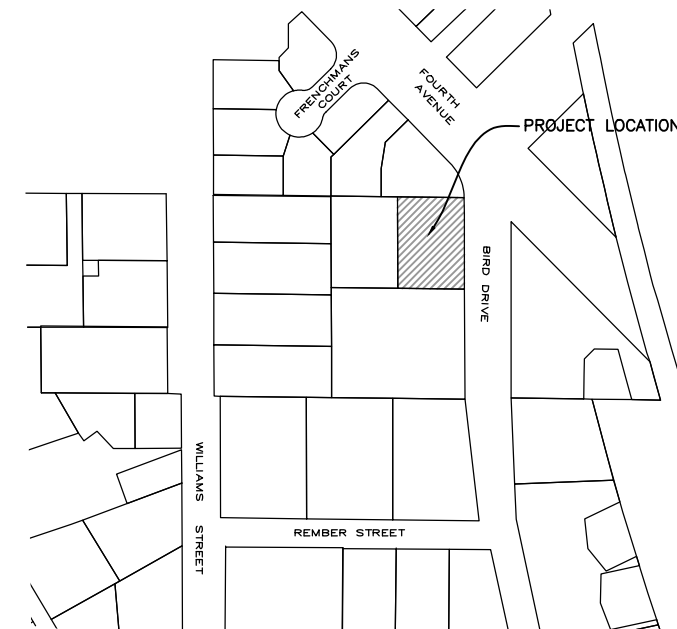 FRENCHMANS
COURT
FOURTH
AVENUE
PROJECT LOCATION
BIRD DRIVE
WILLIAMS STREET
REMBER STREET